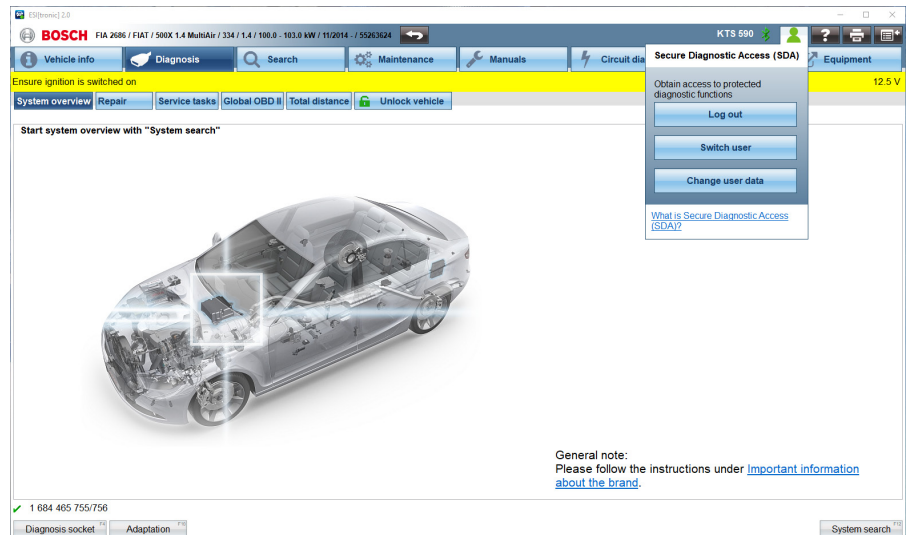 ESI[tronic] 2.0
BOSCH FIA 2686 / FIAT / 500X 1.4 MultiAir / 334 / 1.4 / 100.0 - 103.0 kW / 11/2014 - / 55263624
KTS 590
?
Vehicle info
Diagnosis
Search
Maintenance
Manuals
Circuit dia
Equipment
Ensure ignition is switched on
12.5 V
System overview
Repair
Service tasks
Global OBD II
Total distance
Unlock vehicle
Secure Diagnostic Access (SDA)
Obtain access to protected
diagnostic functions
Log out
Switch user
Change user data
What is Secure Diagnostic Access
(SDA)?
Start system overview with "System search"
General note:
Please follow the instructions under Important information
about the brand.
1 684 465 755/756
Diagnosis socket F4
Adaptation F10
System search F12